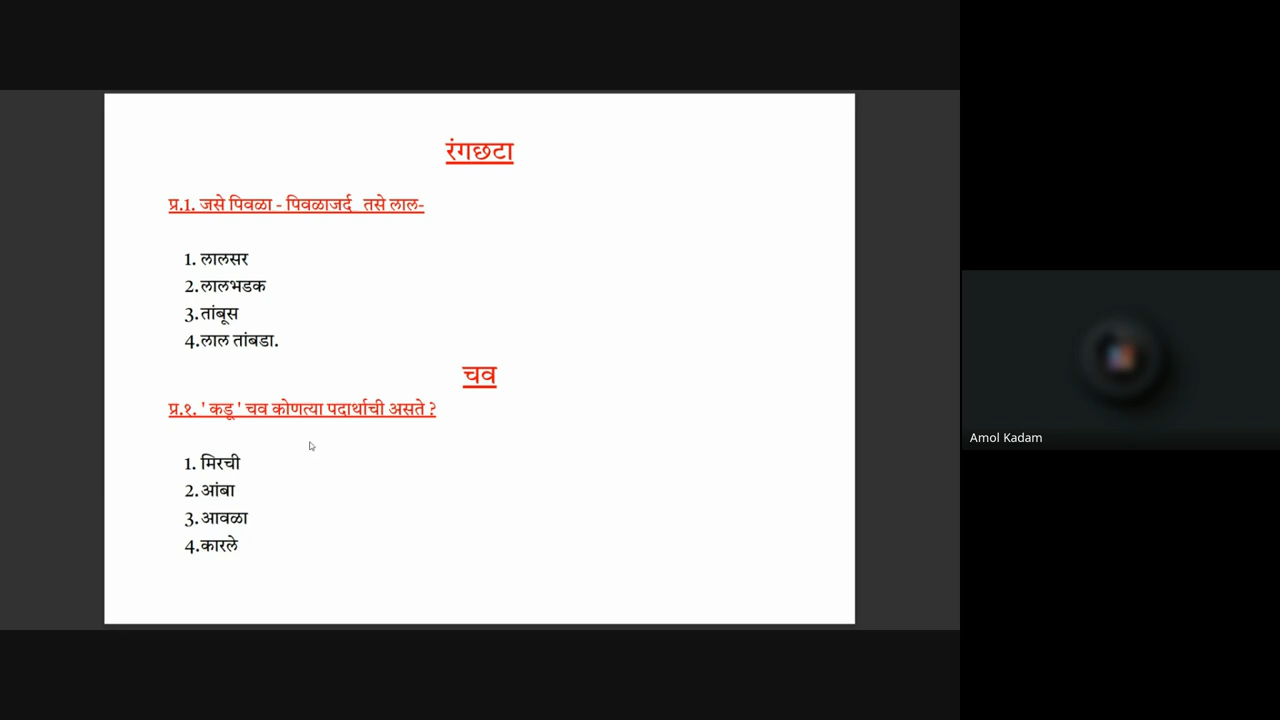 रंगछटा
प्र.1. जसे पिवळा - पिवळाजर्द तसे लाल-
1. लालसर
2.लालभडक
3.तांबूस
4.लाल तांबडा.
चव
प्र.१. ' कडू ' चव कोणत्या पदार्थाची असते ?
1. मिरची
2.आंबा
3.आवळा
4.कारले
Amol Kadam